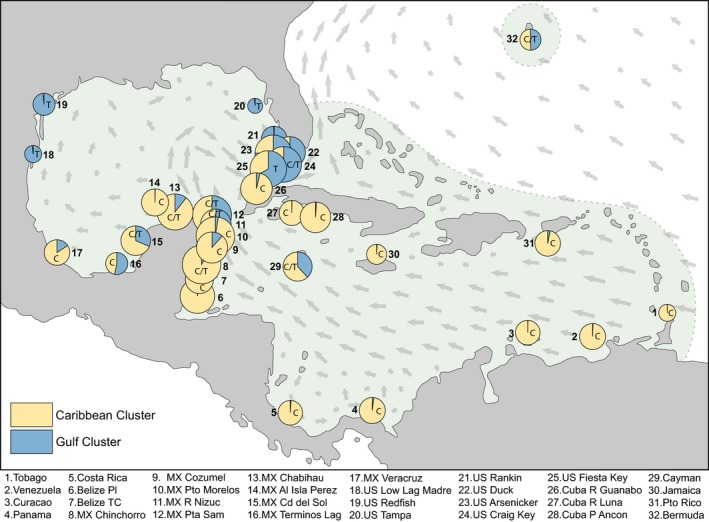 32
C/T
19
T
20
T
21
18
T
23
22
C/T
24
25
T
26
C
14
C
13
C/T
C/T
12
27
C
28
C
11
C
10
C
9
15
C/T
17
C
C
16
29
C/T
C
30
31
C
C/T
8
7
C
6
1
C
3
C
2
C
5
C
4
C
Caribbean Cluster
Gulf Cluster
1.Tobago 5.Costa Rica 9. MX Cozumel 13.MX Chabihau 17.MX Veracruz 21.US Rankin 25.US Fiesta Key 29.Cayman
2.Venezuela 6.Belize Pl 10.MX Pto Morelos 14.MX Al Isla Perez 18.US Low Lag Madre 22.US Duck 26.Cuba R Guanabo 30.Jamaica
3.Curacao 7.Belize TC 11.MX R Nizuc 15.MX Cd del Sol 19.US Redfish 23.US Arsenicker 27.Cuba R Luna 31.Pto Rico
4.Panama 8.MX Chinchorro 12.MX Pta Sam 16.MX Terminos Lag 20.US Tampa 24.US Craig Key 28.Cuba P Ancon 32.Bermuda